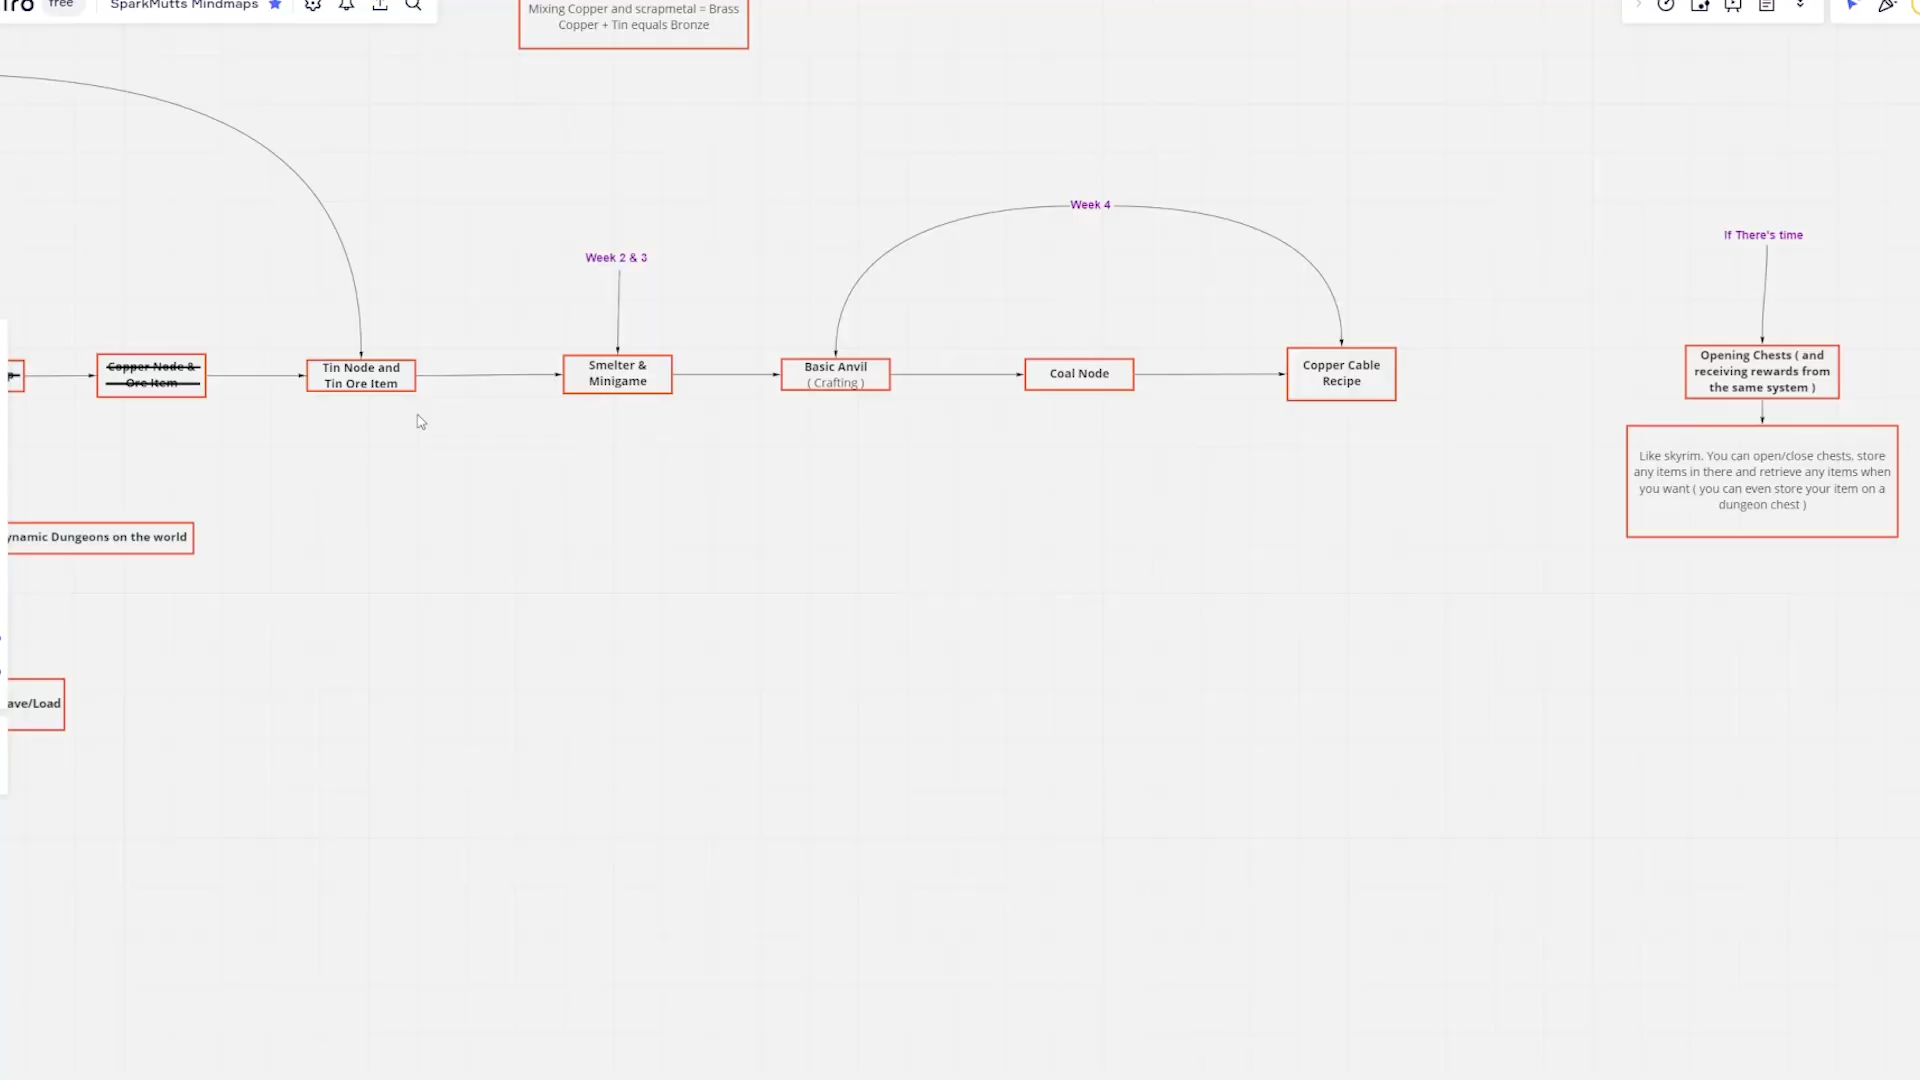 free
SparkMutts Mindmaps
Mixing Copper and scrapmetal = Brass
Copper + Tin equals Bronze
Week 4
If There's time
Week 2 & 3
Copper Node &
Ore Item
Tin Node and
Tin Ore Item
Smelter &
Minigame
Basic Anvil
( Crafting )
Coal Node
Copper Cable
Recipe
Opening Chests ( and
receiving rewards from
the same system )
Like skyrim. You can open/close chests, store
any items in there and retrieve any items when
you want ( you can even store your item on a
dungeon chest )
ynamic Dungeons on the world
ave/Load